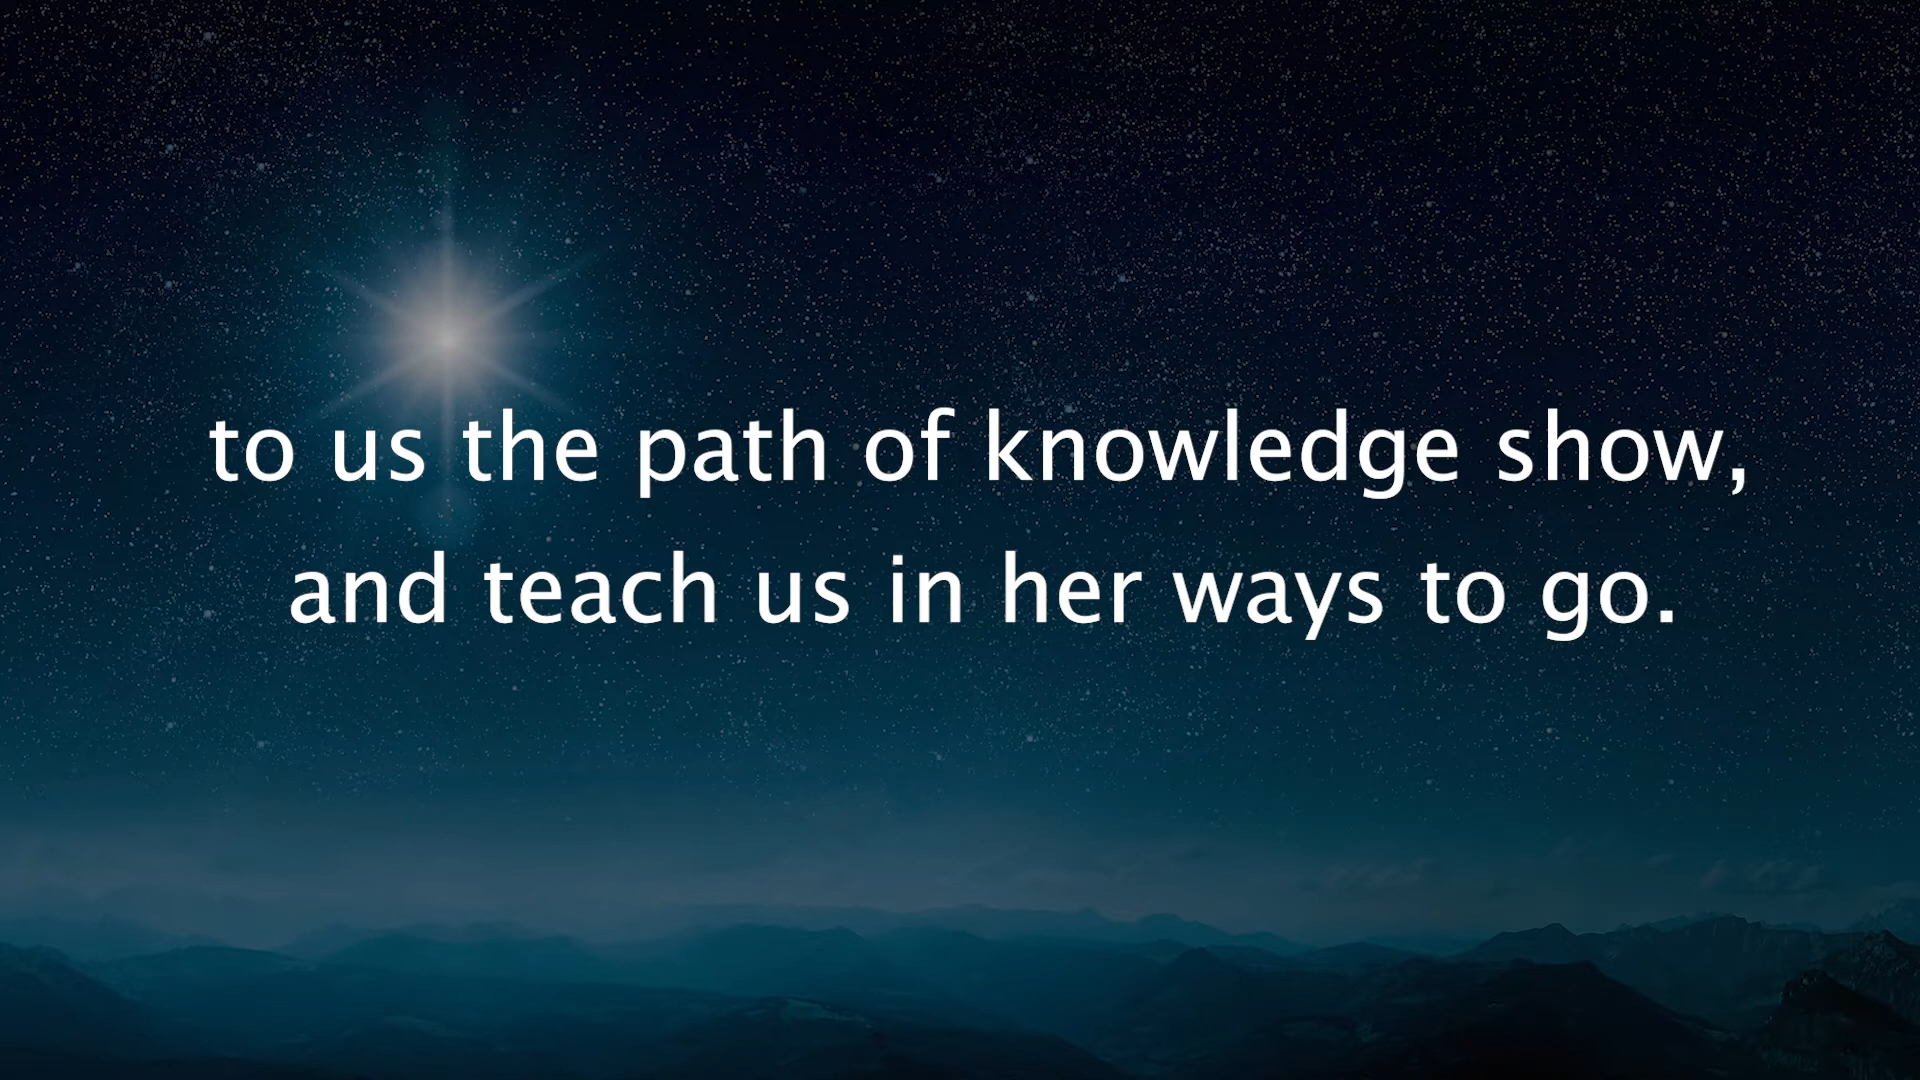 to us the path of knowledge show,
and teach us in her ways to go.